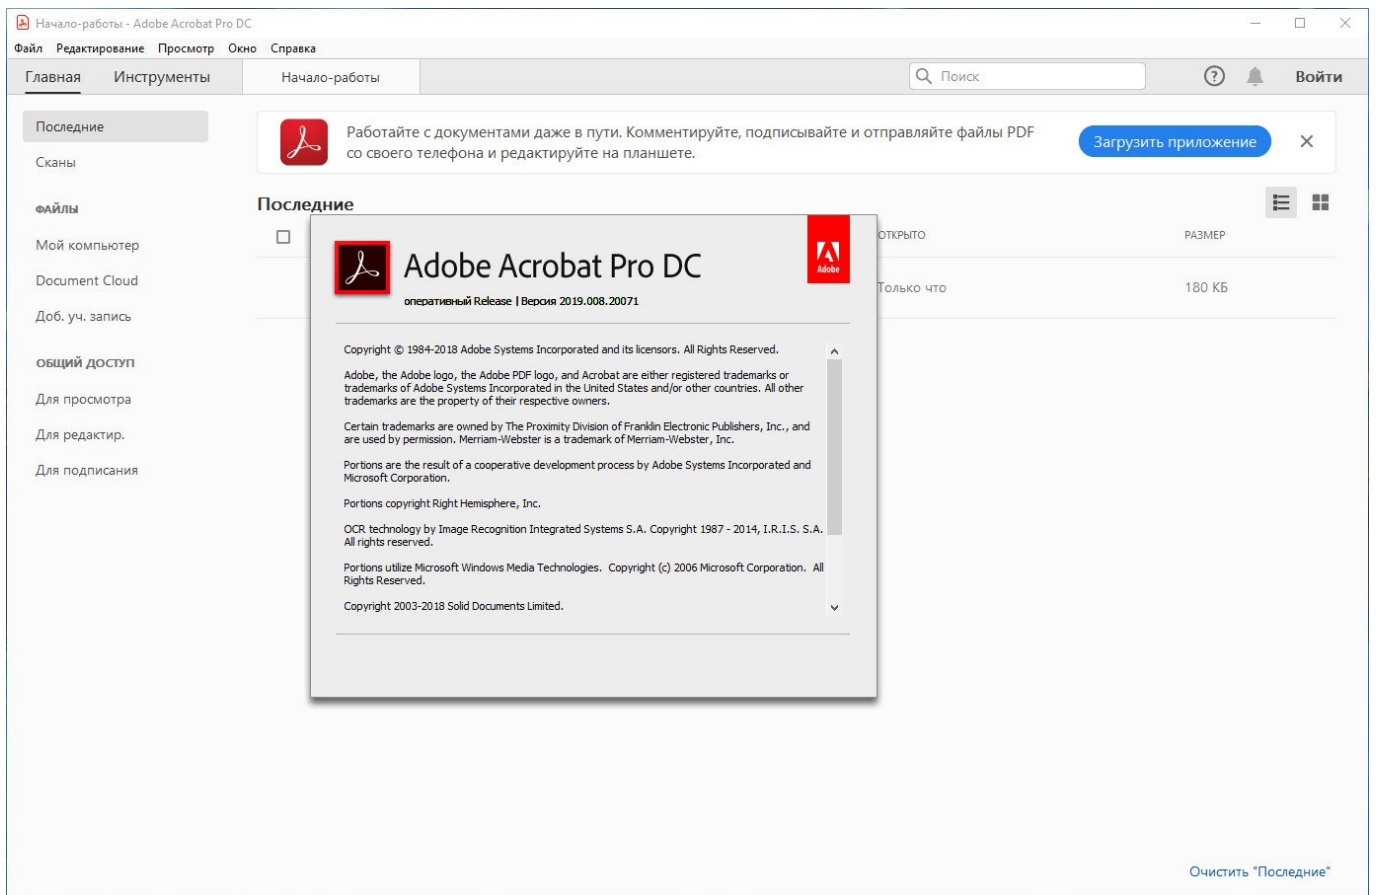 Начало-работы - Adobe Acrobat Pro DC
Файл Редактирование Просмотр Окно Справка
Главная Инструменты Начало-работы Поиск ? Войти
Последние
Сканы
ФАЙЛЫ
Мой компьютер
Document Cloud
Доб. уч. запись
ОБЩИЙ ДОСТУП
Для просмотра
Для редактир.
Для подписания
Работайте с документами даже в пути. Комментируйте, подписывайте и отправляйте файлы PDF
со своего телефона и редактируйте на планшете.
Загрузить приложение
Последние
ОТКРЫТО РАЗМЕР
Только что 180 КБ
Adobe Acrobat Pro DC
Adobe
оперативный Release | Версия 2019.008.20071
Copyright © 1984-2018 Adobe Systems Incorporated and its licensors. All Rights Reserved.
Adobe, the Adobe logo, the Adobe PDF logo, and Acrobat are either registered trademarks or
trademarks of Adobe Systems Incorporated in the United States and/or other countries. All other
trademarks are the property of their respective owners.
Certain trademarks are owned by The Proximity Division of Franklin Electronic Publishers, Inc., and
are used by permission. Merriam-Webster is a trademark of Merriam-Webster, Inc.
Portions are the result of a cooperative development process by Adobe Systems Incorporated and
Microsoft Corporation.
Portions copyright Right Hemisphere, Inc.
OCR technology by Image Recognition Integrated Systems S.A. Copyright 1987 - 2014, I.R.I.S. S.A.
All rights reserved.
Portions utilize Microsoft Windows Media Technologies. Copyright (c) 2006 Microsoft Corporation. All
Rights Reserved.
Copyright 2003-2018 Solid Documents Limited.
Очистить "Последние"